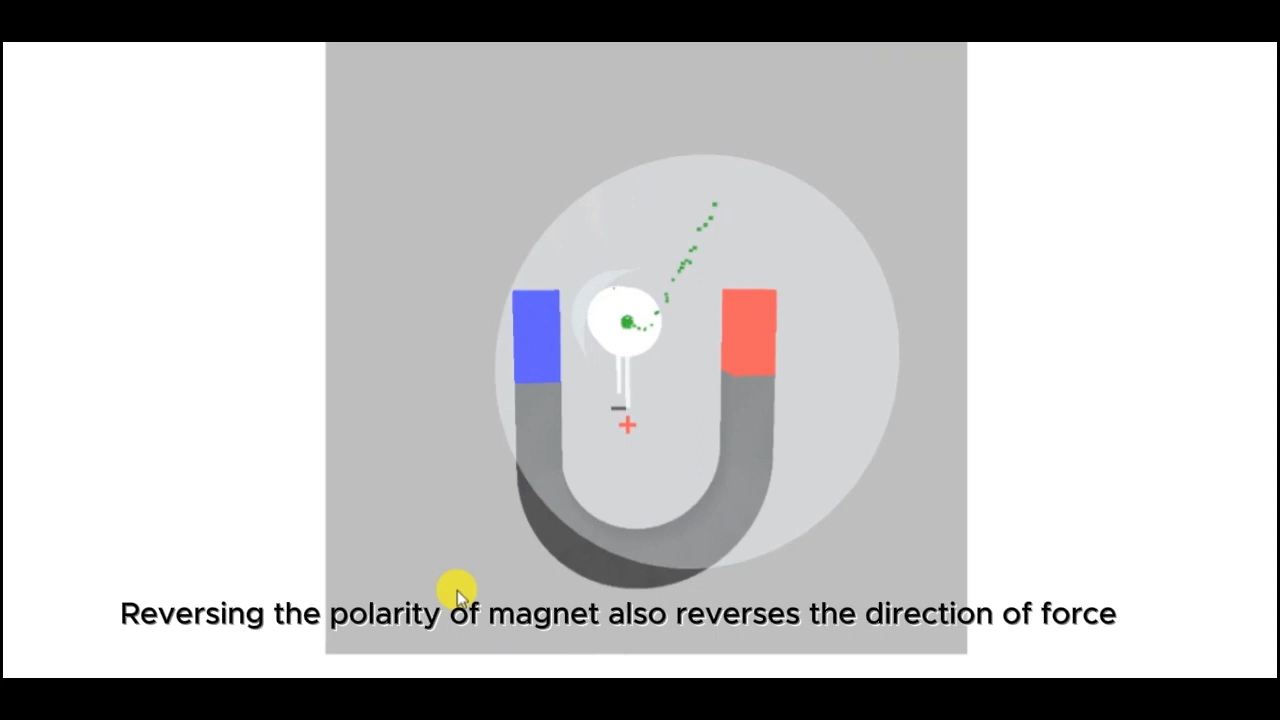 −
+
Reversing the polarity of magnet also reverses the direction of force